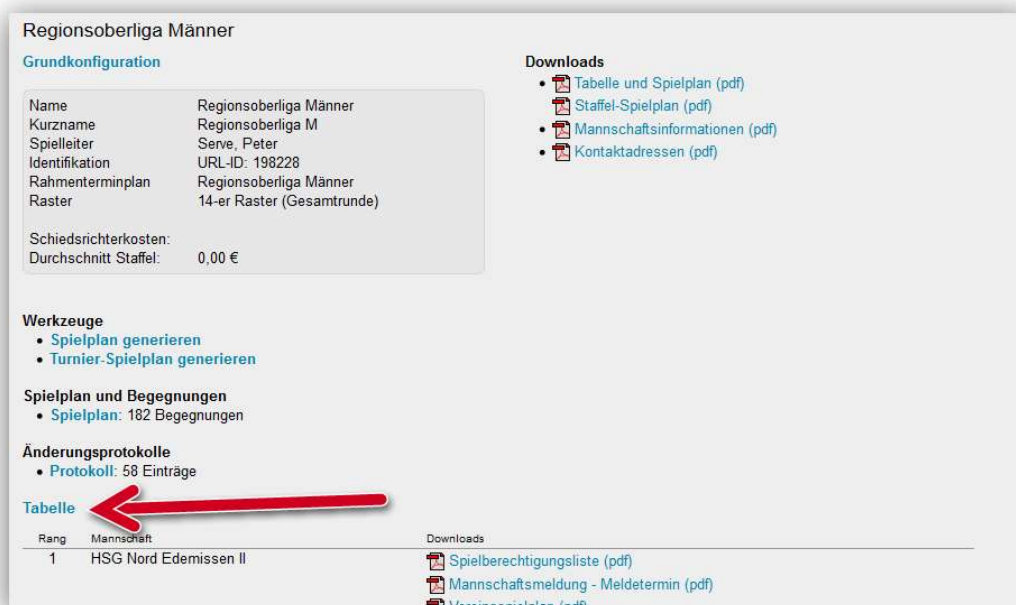 Regionsoberliga Männer
Grundkonfiguration
Name Regionsoberliga Männer
Kurzname Regionsoberliga M
Spielleiter Serve, Peter
Identifikation URL-ID: 198228
Rahmenterminplan Regionsoberliga Männer
Raster 14-er Raster (Gesamtrunde)
Schiedsrichterkosten:
Durchschnitt Staffel: 0,00 €
Downloads
Tabelle und Spielplan (pdf)
Staffel-Spielplan (pdf)
Mannschaftsinformationen (pdf)
Kontaktadressen (pdf)
Werkzeuge
Spielplan generieren
Turnier-Spielplan generieren
Spielplan und Begegnungen
Spielplan: 182 Begegnungen
Änderungsprotokolle
Protokoll: 58 Einträge
Tabelle
Rang Mannschaft Downloads
1 HSG Nord Edemissen II Spielberechtigungsliste (pdf)
Mannschaftsmeldung - Meldetermin (pdf)
Vereinsspielplan (pdf)